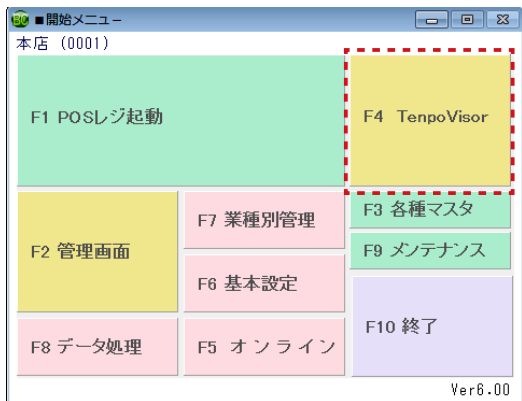 BC ■開始メニュー
本店 (0001)
F1 POSレジ起動
F4 TenpoVisor
F2 管理画面
F7 業種別管理
F3 各種マスタ
F9 メンテナンス
F6 基本設定
F10 終了
F8 データ処理
F5 オンライン
Ver6.00